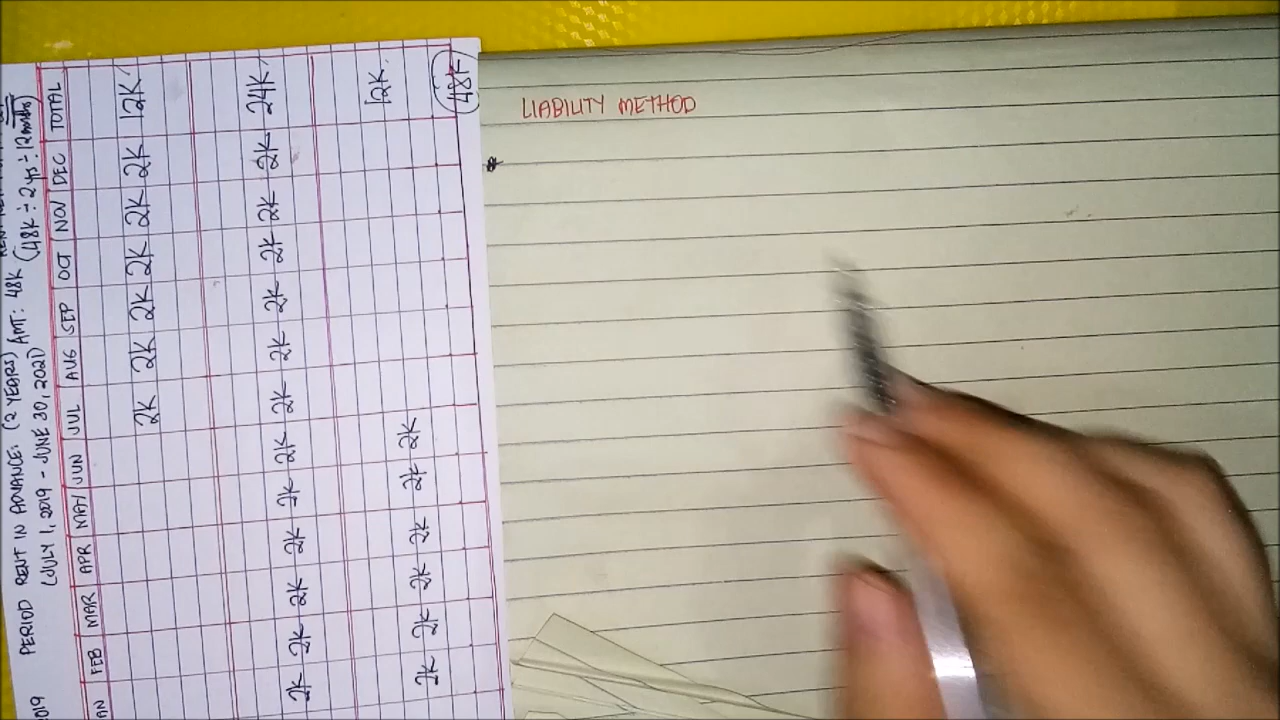 PERIOD RENT IN ADVANCE: (2 YEARS) AMT: 48K
(JULY 1, 2019 - JUNE 30, 2021) (48K ÷ 2yrs ÷ 12 months)
2019
FEB MAR APR MAY JUN JUL AUG SEP OCT NOV DEC TOTAL
2K 2K 2K 2K 2K 2K 12K
2K 2K 2K 2K 2K 2K 2K 2K 2K 2K 2K 2K 24K
2K 2K 2K 2K 2K 2K 12K
48K
LIABILITY METHOD